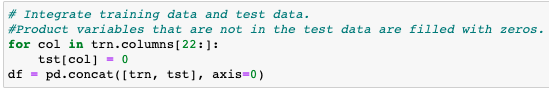 # Integrate training data and test data.
#Product variables that are not in the test data are filled with zeros.
for col in trn.columns[22:]:
    tst[col] = 0
df = pd.concat([trn, tst], axis=0)